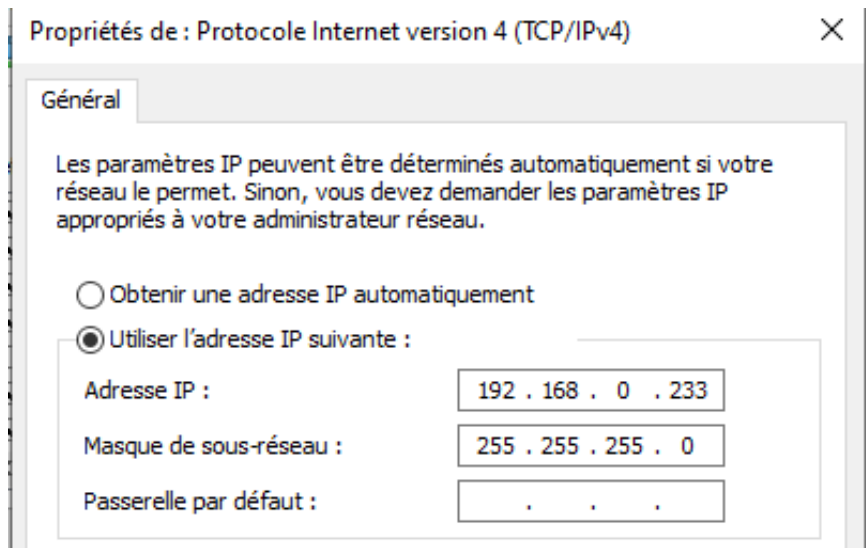 Propriétés de : Protocole Internet version 4 (TCP/IPv4)
Général
Les paramètres IP peuvent être déterminés automatiquement si votre
réseau le permet. Sinon, vous devez demander les paramètres IP
appropriés à votre administrateur réseau.
Obtenir une adresse IP automatiquement
Utiliser l'adresse IP suivante :
Adresse IP : 192 . 168 . 0 . 233
Masque de sous-réseau : 255 . 255 . 255 . 0
Passerelle par défaut : . . .